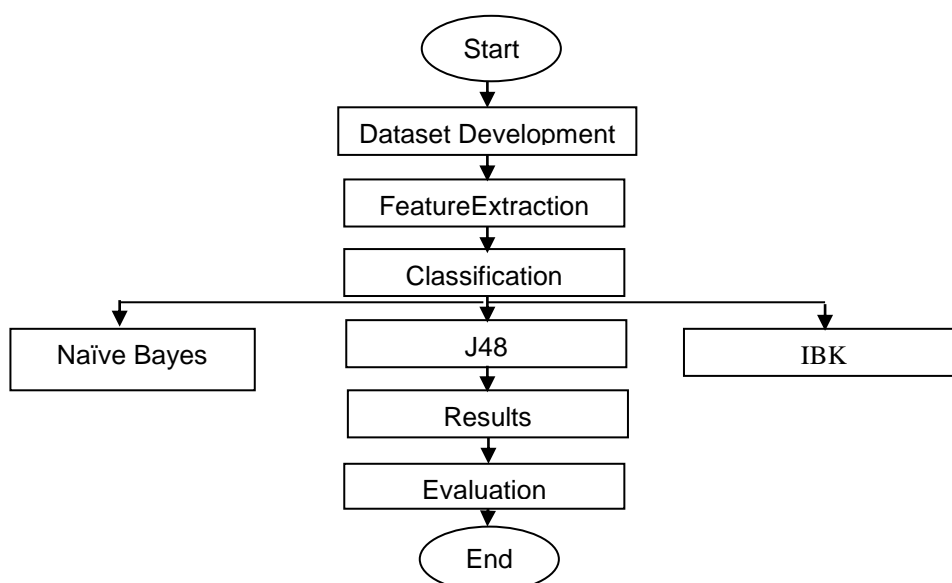 Start
Dataset Development
FeatureExtraction
Classification
Naïve Bayes
J48
IBK
Results
Evaluation
End